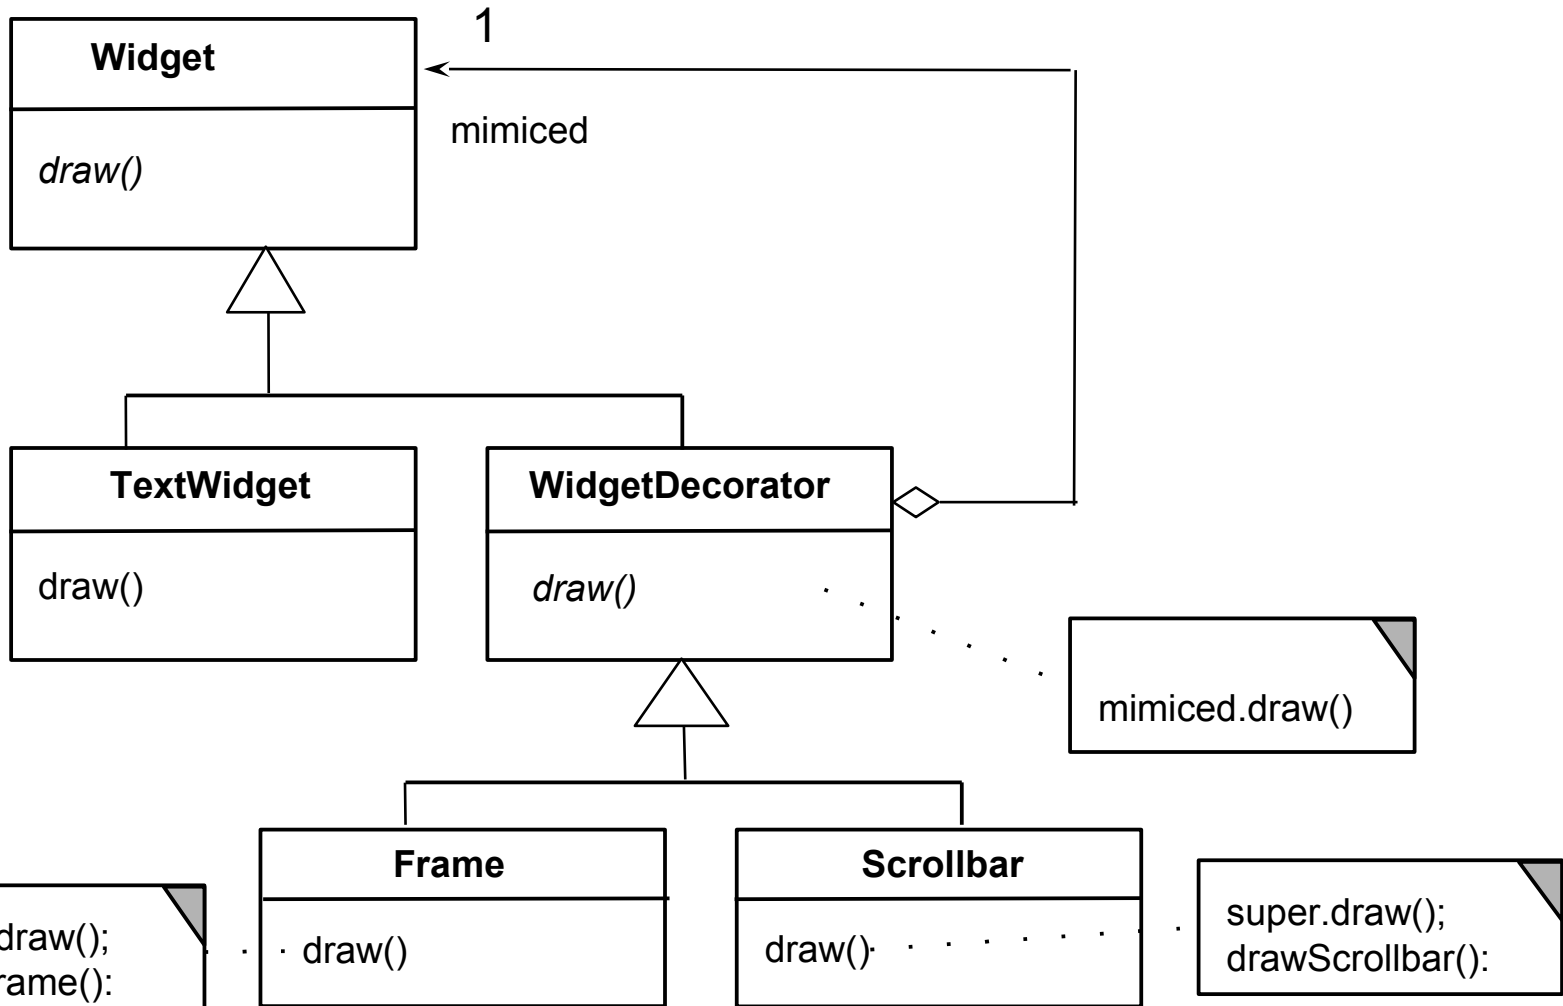 1
Widget
mimiced
draw()
TextWidget
WidgetDecorator
draw()
draw()
mimiced.draw()
Frame
Scrollbar
draw();
rame():
draw()
draw()
super.draw();
drawScrollbar():